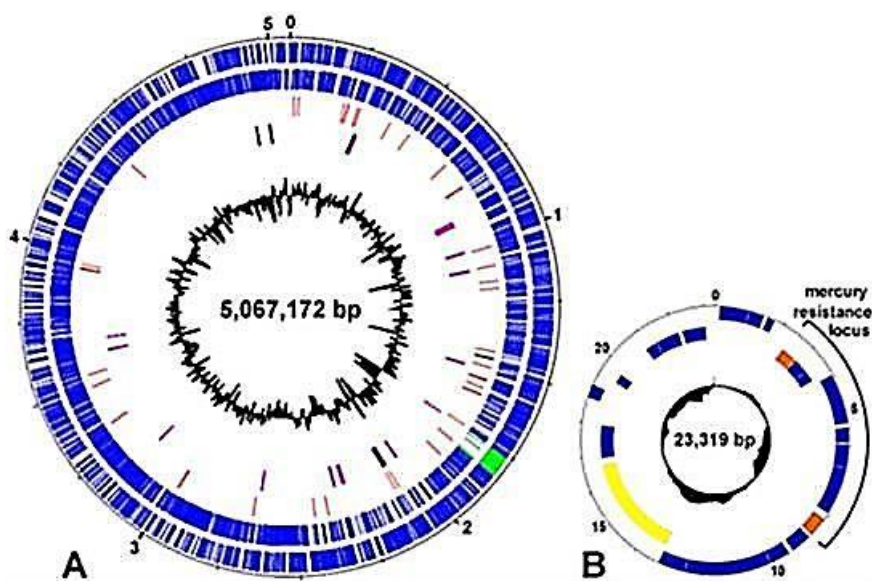 5 0
1
4
5,067,172 bp
2
3
A
0
mercury
resistance
locus
20
5
23,319 bp
15
10
B